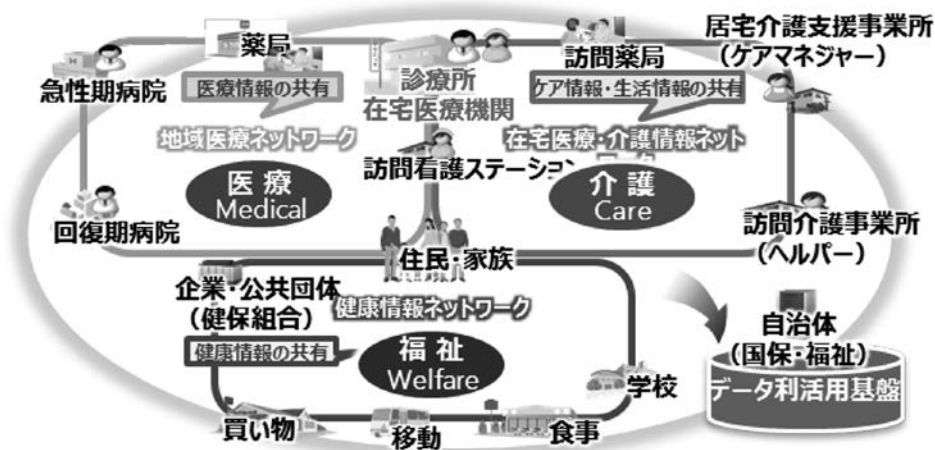 薬局
急性期病院
医療情報の共有
地域医療ネットワーク
診療所
在宅医療機関
訪問薬局
ケア情報・生活情報の共有
居宅介護支援事業所
（ケアマネジャー）
在宅医療・介護情報ネット
ワーク
訪問看護ステーション
医療
Medical
介護
Care
回復期病院
訪問介護事業所
（ヘルパー）
住民・家族
企業・公共団体
（健保組合）
健康情報ネットワーク
健康情報の共有
福祉
Welfare
自治体
（国保・福祉）
データ利活用基盤
学校
買い物
移動
食事